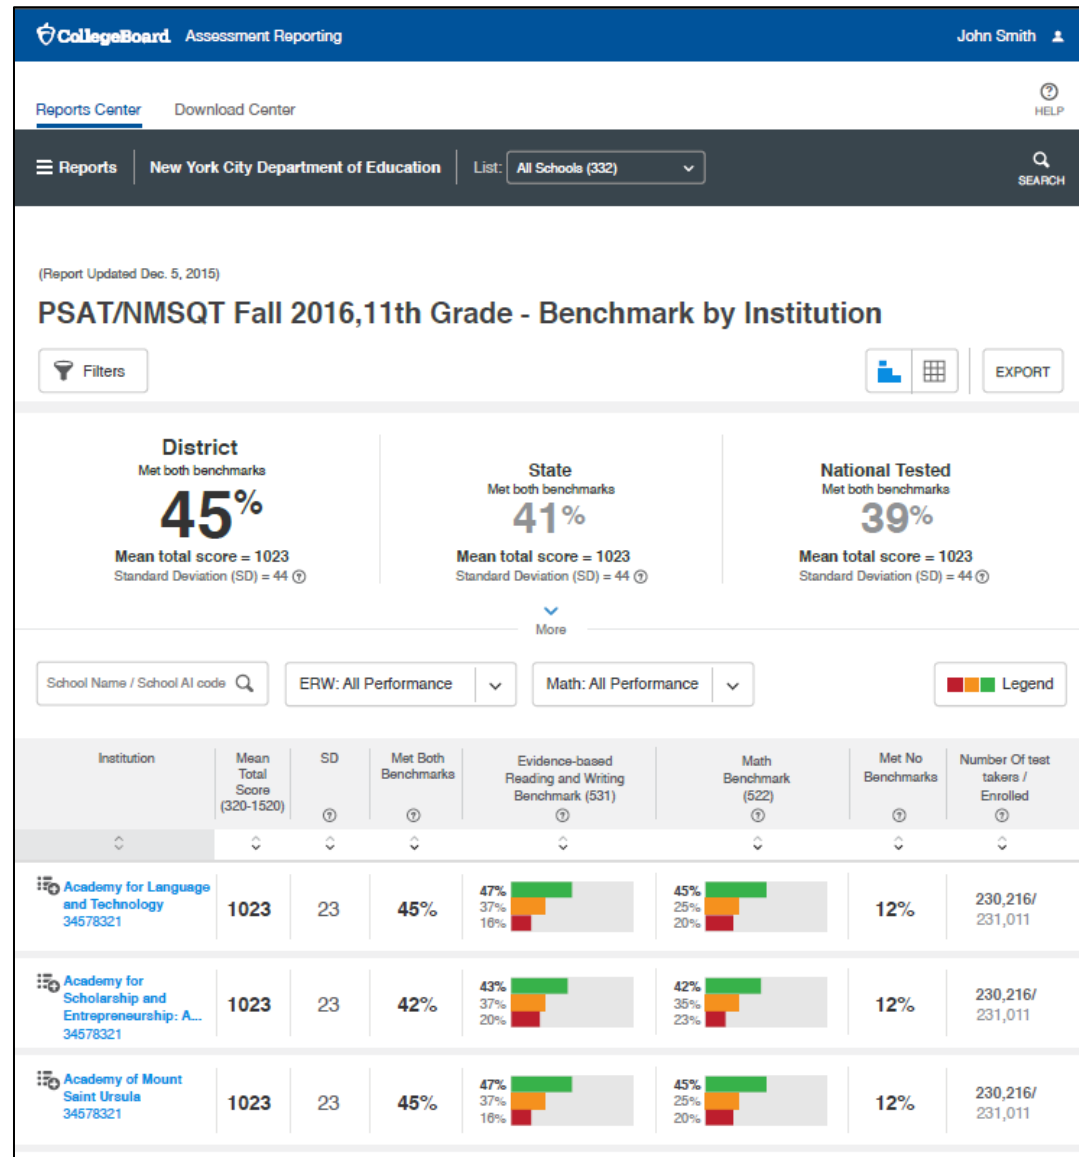 CollegeBoard Assessment Reporting
John Smith
Reports Center Download Center
HELP
Reports New York City Department of Education List: All Schools (332)
SEARCH
(Report Updated Dec. 5, 2015)
PSAT/NMSQT Fall 2016,11th Grade - Benchmark by Institution
Filters
EXPORT
District
Met both benchmarks
45%
Mean total score = 1023
Standard Deviation (SD) = 44 ?
State
Met both benchmarks
41%
Mean total score = 1023
Standard Deviation (SD) = 44 ?
National Tested
Met both benchmarks
39%
Mean total score = 1023
Standard Deviation (SD) = 44 ?
More
School Name / School AI code
ERW: All Performance
Math: All Performance
Legend
Institution
Mean
Total
Score
(320-1520)
SD
?
Met Both
Benchmarks
?
Evidence-based
Reading and Writing
Benchmark (531)
?
Math
Benchmark
(522)
?
Met No
Benchmarks
?
Number Of test
takers /
Enrolled
?
Academy for Language
and Technology
34578321
1023
23
45%
47%
37%
16%
45%
25%
20%
12%
230,216/
231,011
Academy for
Scholarship and
Entrepreneurship: A...
34578321
1023
23
42%
43%
37%
20%
42%
35%
23%
12%
230,216/
231,011
Academy of Mount
Saint Ursula
34578321
1023
23
45%
47%
37%
16%
45%
25%
20%
12%
230,216/
231,011